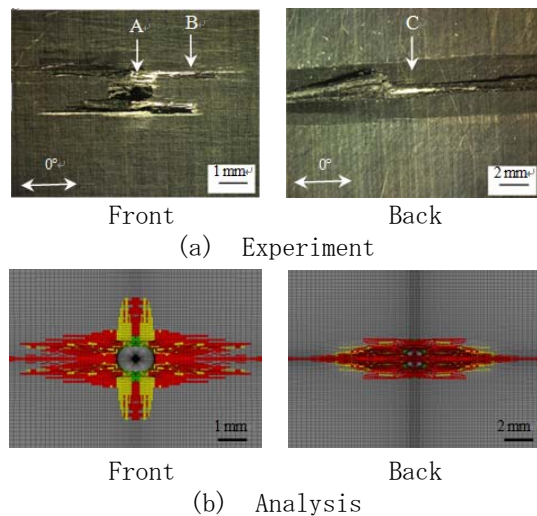 A B
0°
1 mm
C
0°
2 mm
Front Back
(a) Experiment
1 mm
2 mm
Front Back
(b) Analysis